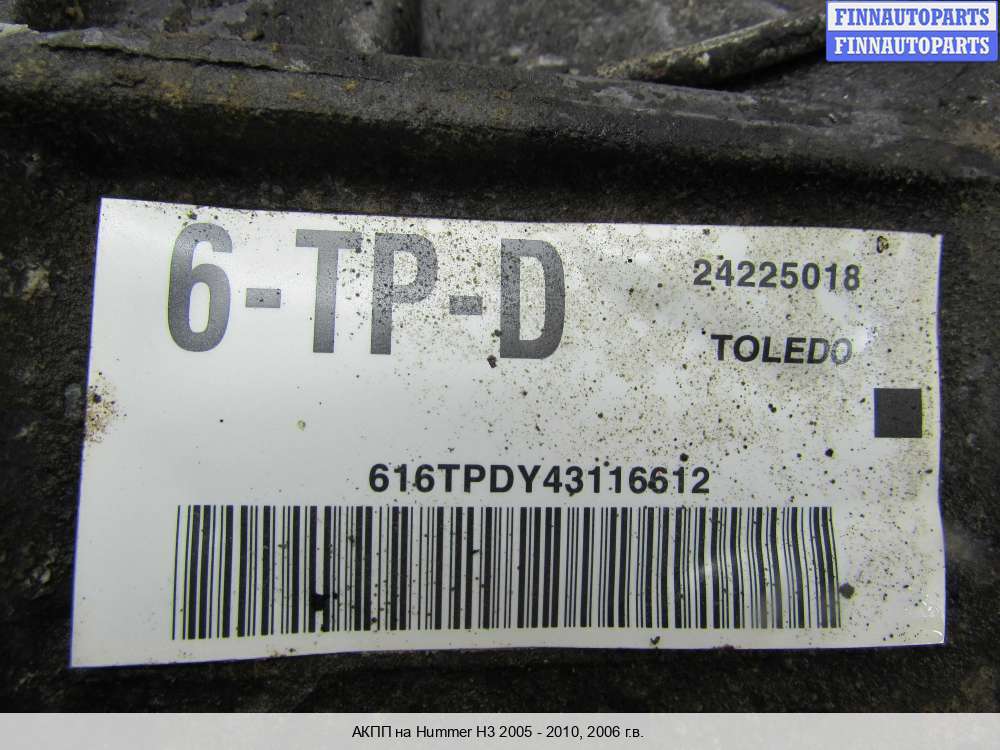 FINNAUTOPARTS
FINNAUTOPARTS
6-TP-D
24225018
TOLEDO
616TPDY43116612
АКПП на Hummer H3 2005 - 2010, 2006 г.в.